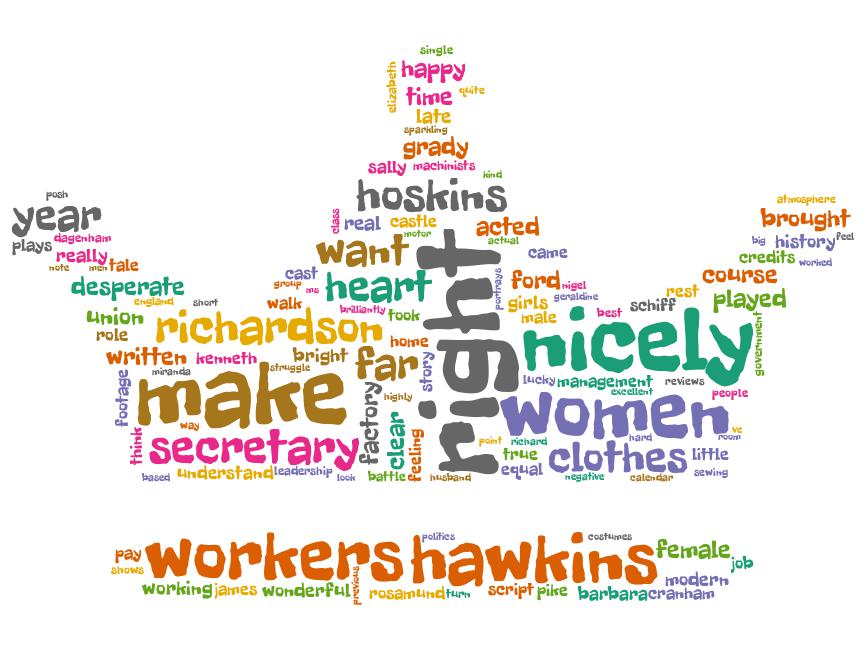 single
elizabeth
happy
time
quite
late
sparkling
grady
sally machinists
kind
hoskins
posh
year
plays
dagenham
really
note men tale
desperate
england
short
union
role
class
real castle
motor
acted
actual
want
came
cast
group
ms
heart
walk
brilliantly
took
portrays
ford
nigel
girls
geraldine
male
best
schiff
rest
atmosphere
brought
big
history
feel
credits
worked
course
played
richardson
home
written kenneth
bright
far
story
right
nicely
government
miranda
struggle
footage
make
way
factory
highly
lucky
management
excellent
reviews
people
women
ve
room
think
secretary
clear
feeling
point
richard
hard
true
equal
clothes
little
based
understand
leadership
look
battle
husband
negative
calendar
sewing
politics
costumes
pay
shows
workers
hawkins
female
job
modern
working
james
wonderful
previous
rosamund
turn
script
pike
barbara
cranham